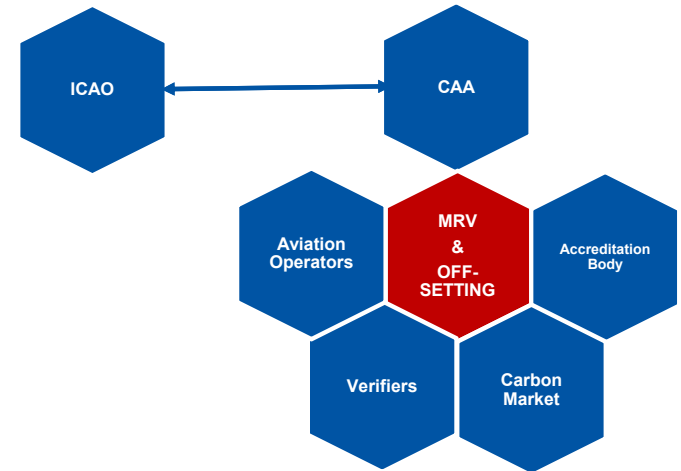 ICAO
CAA
MRV
&
OFF-
SETTING
Aviation
Operators
Accreditation
Body
Verifiers
Carbon
Market